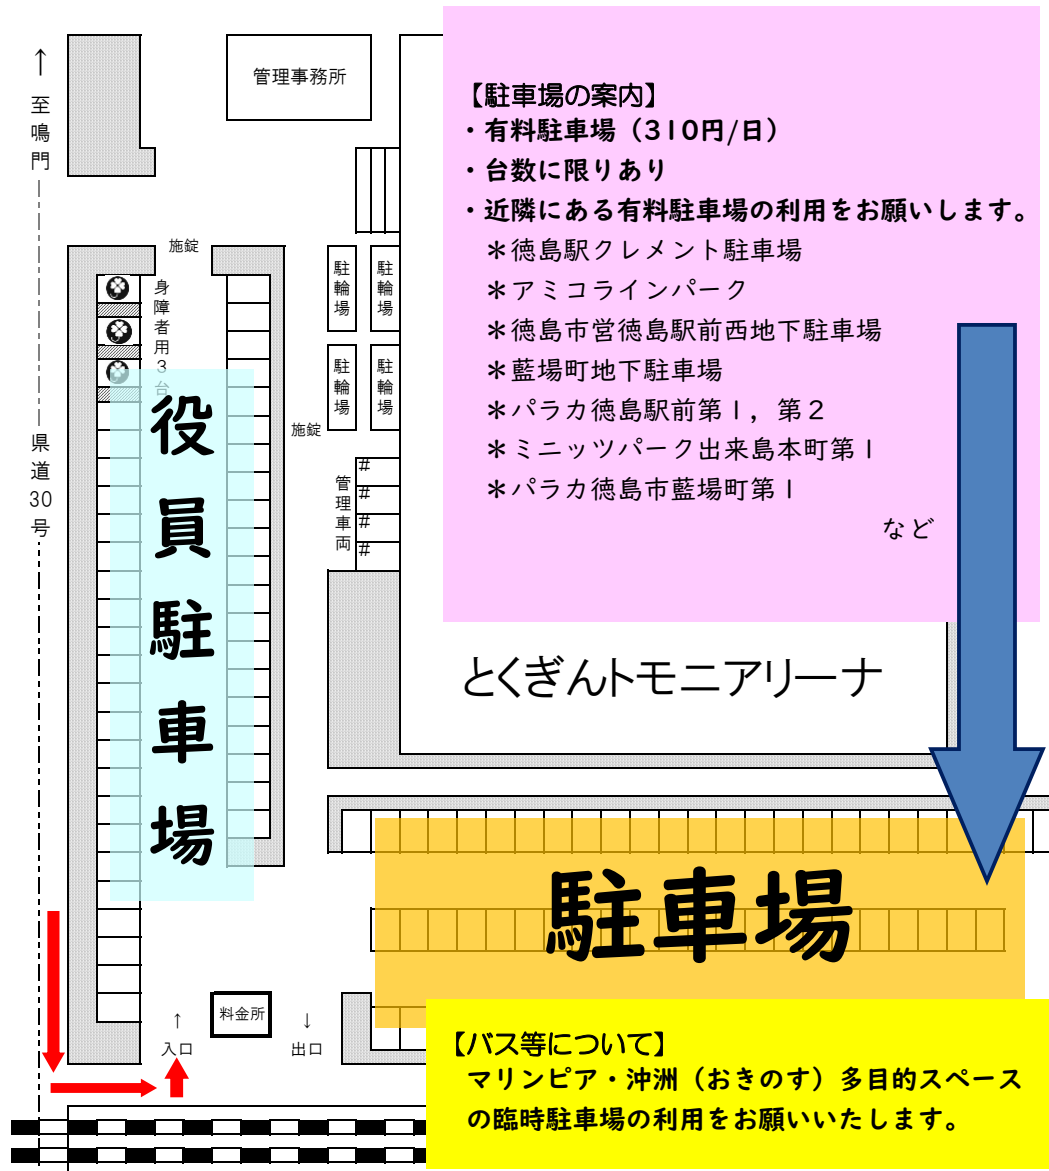 ↑ 至鳴門
県道30号
管理事務所
【駐車場の案内】
・有料駐車場（310円/日）
・台数に限りあり
・近隣にある有料駐車場の利用をお願いします。
＊徳島駅クレメント駐車場
＊アミコラインパーク
＊徳島市営徳島駅前西地下駐車場
＊藍場町地下駐車場
＊パラカ徳島駅前第1，第2
＊ミニッツパーク出来島本町第1
＊パラカ徳島市藍場町第1
など
施錠
身障者用3台
駐輪場
駐輪場
駐輪場
駐輪場
施錠
管理車両
#
#
#
#
役員駐車場
とくぎんトモニアリーナ
駐車場
料金所
↑
入口
↓
出口
【バス等について】
マリンピア・沖洲（おきのす）多目的スペース
の臨時駐車場の利用をお願いいたします。